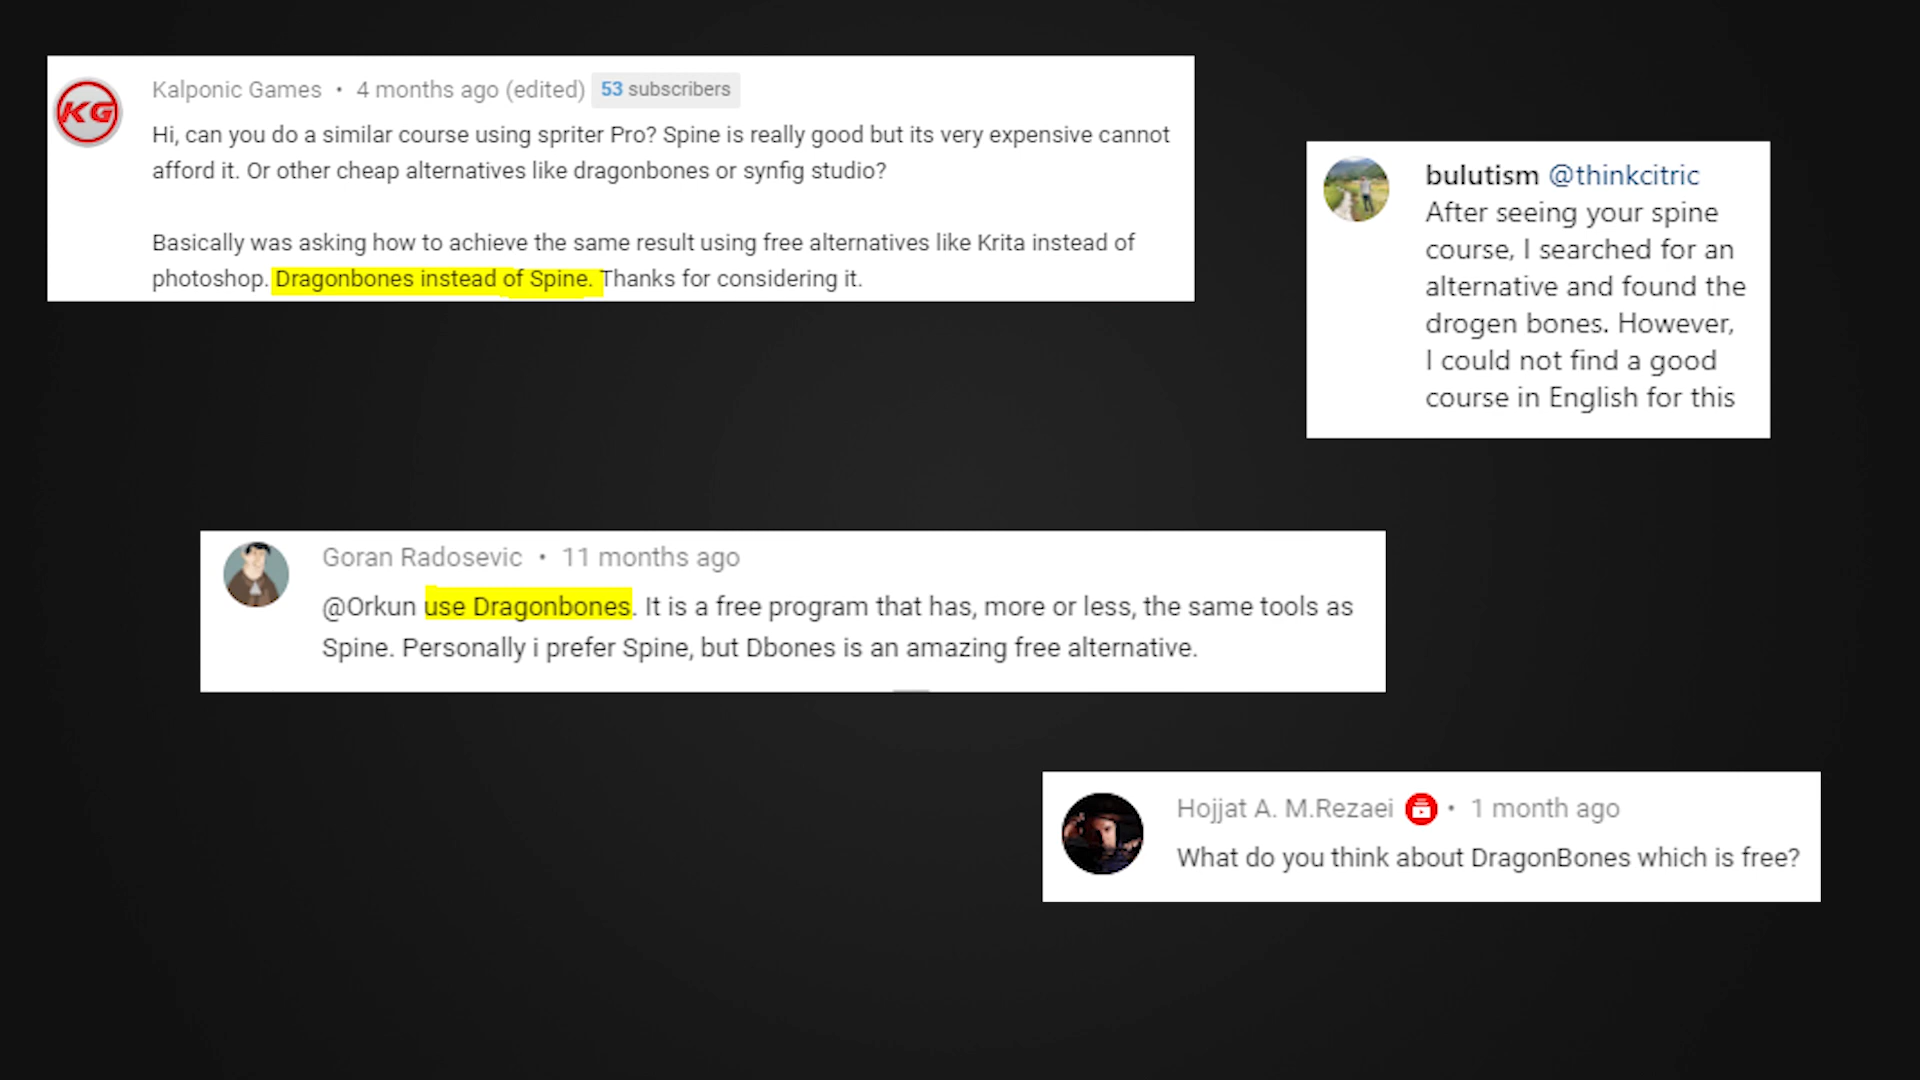 Kalponic Games • 4 months ago (edited) 53 subscribers
KG
Hi, can you do a similar course using spriter Pro? Spine is really good but its very expensive cannot
afford it. Or other cheap alternatives like dragonbones or synfig studio?
Basically was asking how to achieve the same result using free alternatives like Krita instead of
photoshop. Dragonbones instead of Spine. Thanks for considering it.
bulutism @thinkcitric
After seeing your spine
course, I searched for an
alternative and found the
drogen bones. However,
I could not find a good
course in English for this
Goran Radosevic • 11 months ago
@Orkun use Dragonbones. It is a free program that has, more or less, the same tools as
Spine. Personally i prefer Spine, but Dbones is an amazing free alternative.
Hojjat A. M.Rezaei • 1 month ago
What do you think about DragonBones which is free?